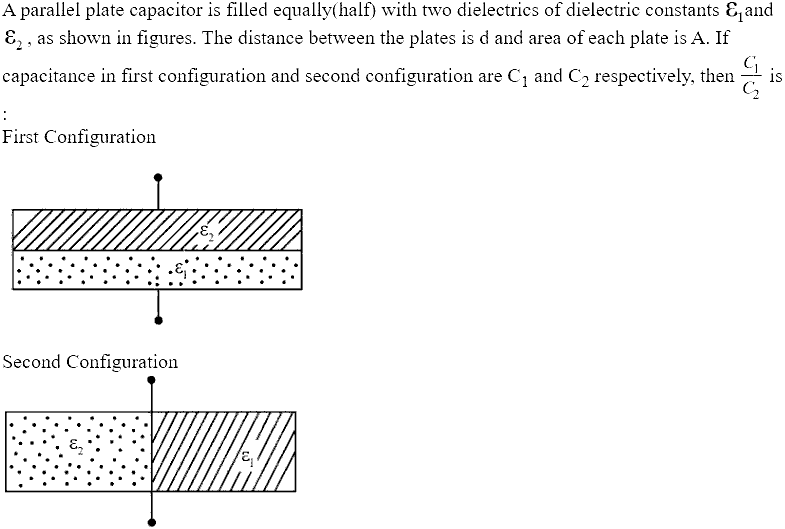 A parallel plate capacitor is filled equally(half) with two dielectrics of dielectric constants ε₁and
ε₂ , as shown in figures. The distance between the plates is d and area of each plate is A. If
capacitance in first configuration and second configuration are C₁ and C₂ respectively, then C₁/C₂ is
:
First Configuration
ε₂
ε₁
Second Configuration
ε₂ ε₁